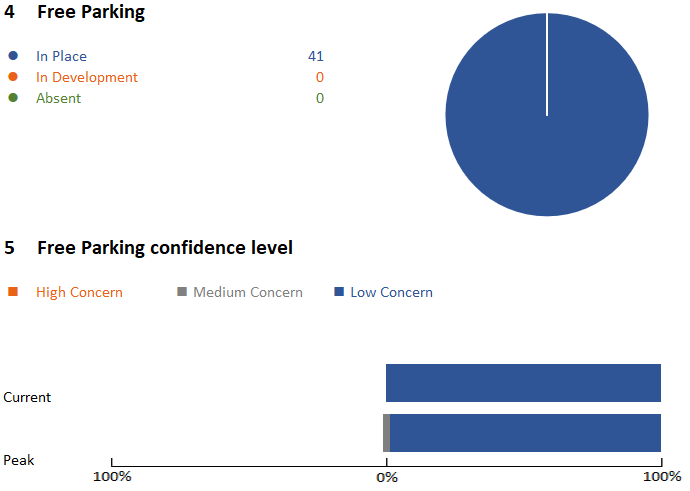 4 Free Parking
In Place 41
In Development 0
Absent 0
5 Free Parking confidence level
High Concern Medium Concern Low Concern
Current
Peak
100% 0% 100%